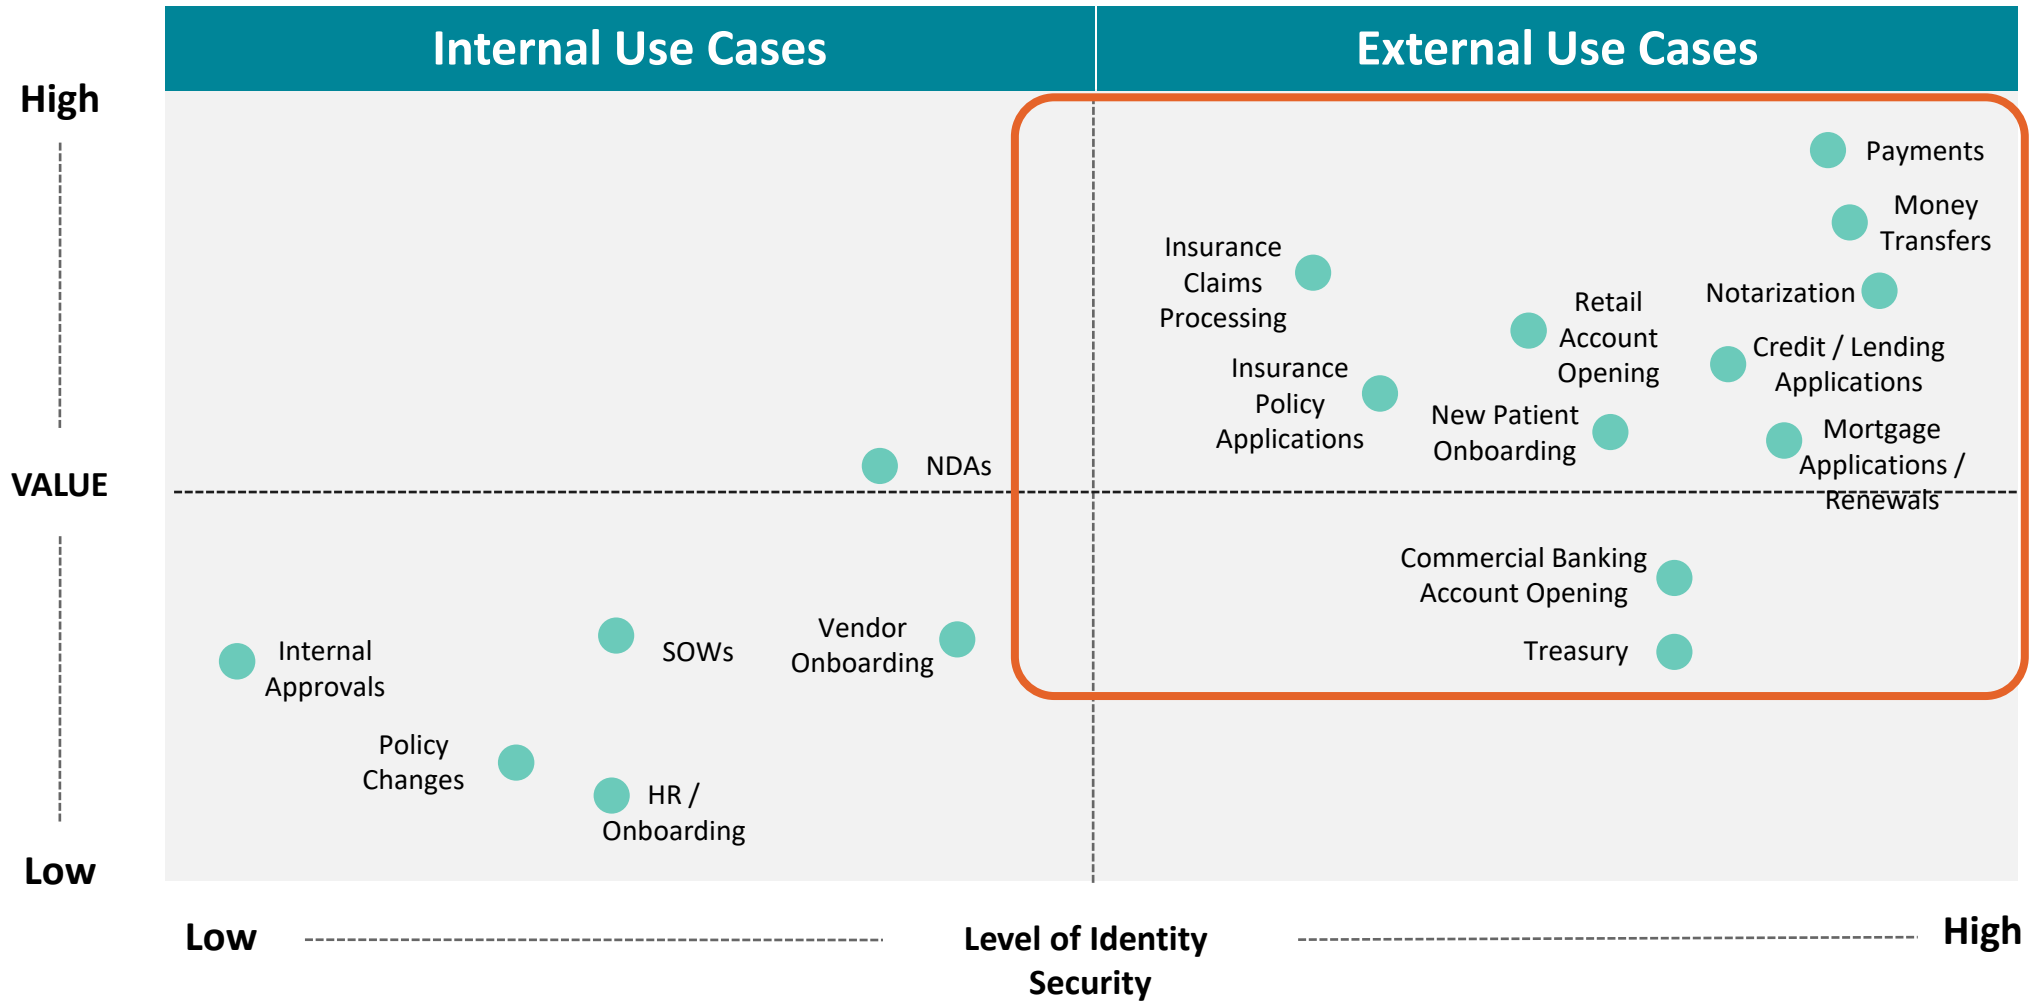 Internal Use Cases
External Use Cases
High
VALUE
Low
Payments
Money
Transfers
Insurance
Claims
Processing
Notarization
Retail
Account
Opening
Credit / Lending
Applications
Insurance
Policy
Applications
New Patient
Onboarding
Mortgage
Applications /
Renewals
NDAs
Commercial Banking
Account Opening
Treasury
Internal
Approvals
SOWs
Vendor
Onboarding
Policy
Changes
HR /
Onboarding
Low
Level of Identity
Security
High